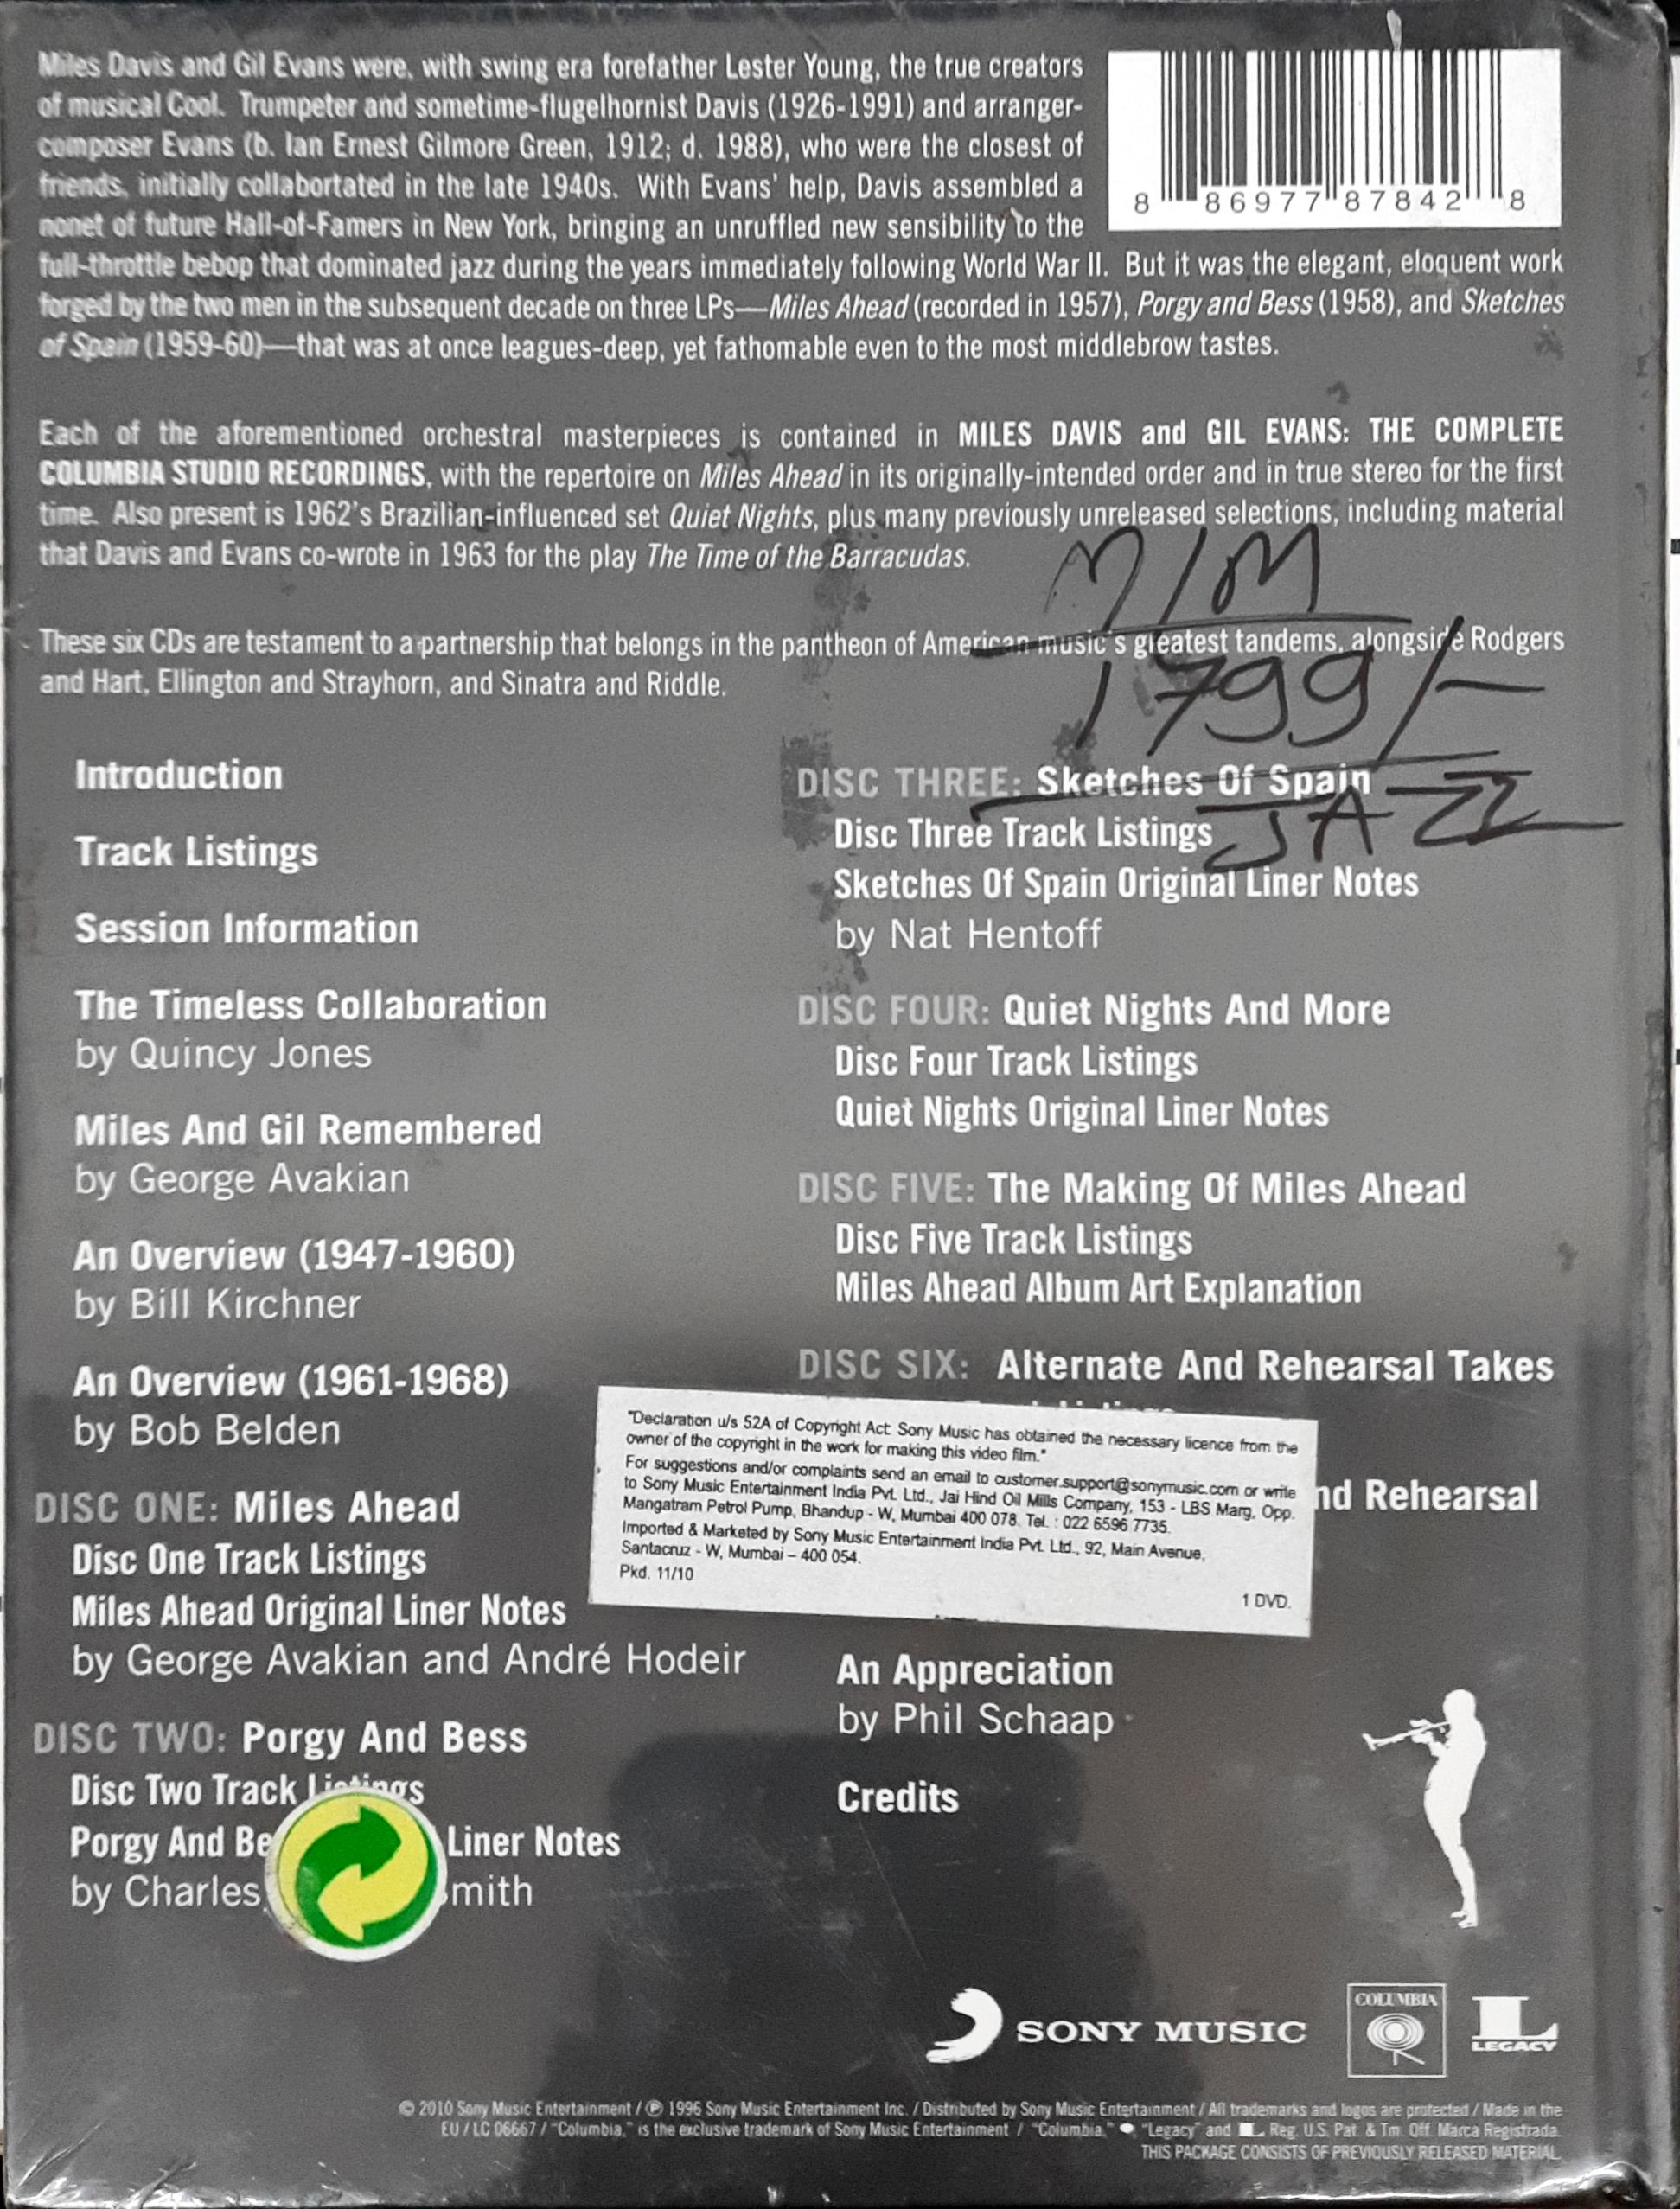 Miles Davis and Gil Evans were, with swing era forefather Lester Young, the true creators
of musical Cool. Trumpeter and sometime-flugelhornist Davis (1926-1991) and arranger-
composer Evans (b. Ian Ernest Gilmore Green, 1912; d. 1988), who were the closest of
friends, initially collabortated in the late 1940s. With Evans' help, Davis assembled a
nonet of future Hall-of-Famers in New York, bringing an unruffled new sensibility to the
full-throttle bebop that dominated jazz during the years immediately following World War II. But it was the elegant, eloquent work
forged by the two men in the subsequent decade on three LPs—Miles Ahead (recorded in 1957), Porgy and Bess (1958), and Sketches
of Spain (1959-60)—that was at once leagues-deep, yet fathomable even to the most middlebrow tastes.
8 86977 87842 8
Each of the aforementioned orchestral masterpieces is contained in MILES DAVIS and GIL EVANS: THE COMPLETE
COLUMBIA STUDIO RECORDINGS, with the repertoire on Miles Ahead in its originally-intended order and in true stereo for the first
time. Also present is 1962's Brazilian-influenced set Quiet Nights, plus many previously unreleased selections, including material
that Davis and Evans co-wrote in 1963 for the play The Time of the Barracudas.
M/M
These six CDs are testament to a partnership that belongs in the pantheon of American music's greatest tandems, alongside Rodgers
and Hart, Ellington and Strayhorn, and Sinatra and Riddle.
1799/-
JAZZ
Introduction
Track Listings
Session Information
The Timeless Collaboration
by Quincy Jones
Miles And Gil Remembered
by George Avakian
An Overview (1947-1960)
by Bill Kirchner
An Overview (1961-1968)
by Bob Belden
DISC ONE: Miles Ahead
Disc One Track Listings
Miles Ahead Original Liner Notes
by George Avakian and André Hodeir
DISC TWO: Porgy And Bess
Disc Two Track Listings
Porgy And Be Liner Notes
by Charles mith
DISC THREE: Sketches Of Spain
Disc Three Track Listings
Sketches Of Spain Original Liner Notes
by Nat Hentoff
DISC FOUR: Quiet Nights And More
Disc Four Track Listings
Quiet Nights Original Liner Notes
DISC FIVE: The Making Of Miles Ahead
Disc Five Track Listings
Miles Ahead Album Art Explanation
DISC SIX: Alternate And Rehearsal Takes
nd Rehearsal
"Declaration u/s 52A of Copyright Act: Sony Music has obtained the necessary licence from the
owner of the copyright in the work for making this video film."
For suggestions and/or complaints send an email to customer.support@sonymusic.com or write
to Sony Music Entertainment India Pvt. Ltd., Jai Hind Oil Mills Company, 153 - LBS Marg, Opp.
Mangatram Petrol Pump, Bhandup - W, Mumbai 400 078. Tel. : 022 6596 7735.
Imported & Marketed by Sony Music Entertainment India Pvt. Ltd., 92, Main Avenue,
Santacruz - W, Mumbai – 400 054.
Pkd. 11/10
1 DVD.
An Appreciation
by Phil Schaap
Credits
SONY MUSIC
COLUMBIA
L
LEGACY
© 2010 Sony Music Entertainment / ℗ 1996 Sony Music Entertainment Inc. / Distributed by Sony Music Entertainment / All trademarks and logos are protected / Made in the
EU / LC 06667 / "Columbia," is the exclusive trademark of Sony Music Entertainment / "Columbia," "Legacy" and L Reg. U.S. Pat. & Tm. Off. Marca Registrada.
THIS PACKAGE CONSISTS OF PREVIOUSLY RELEASED MATERIAL.